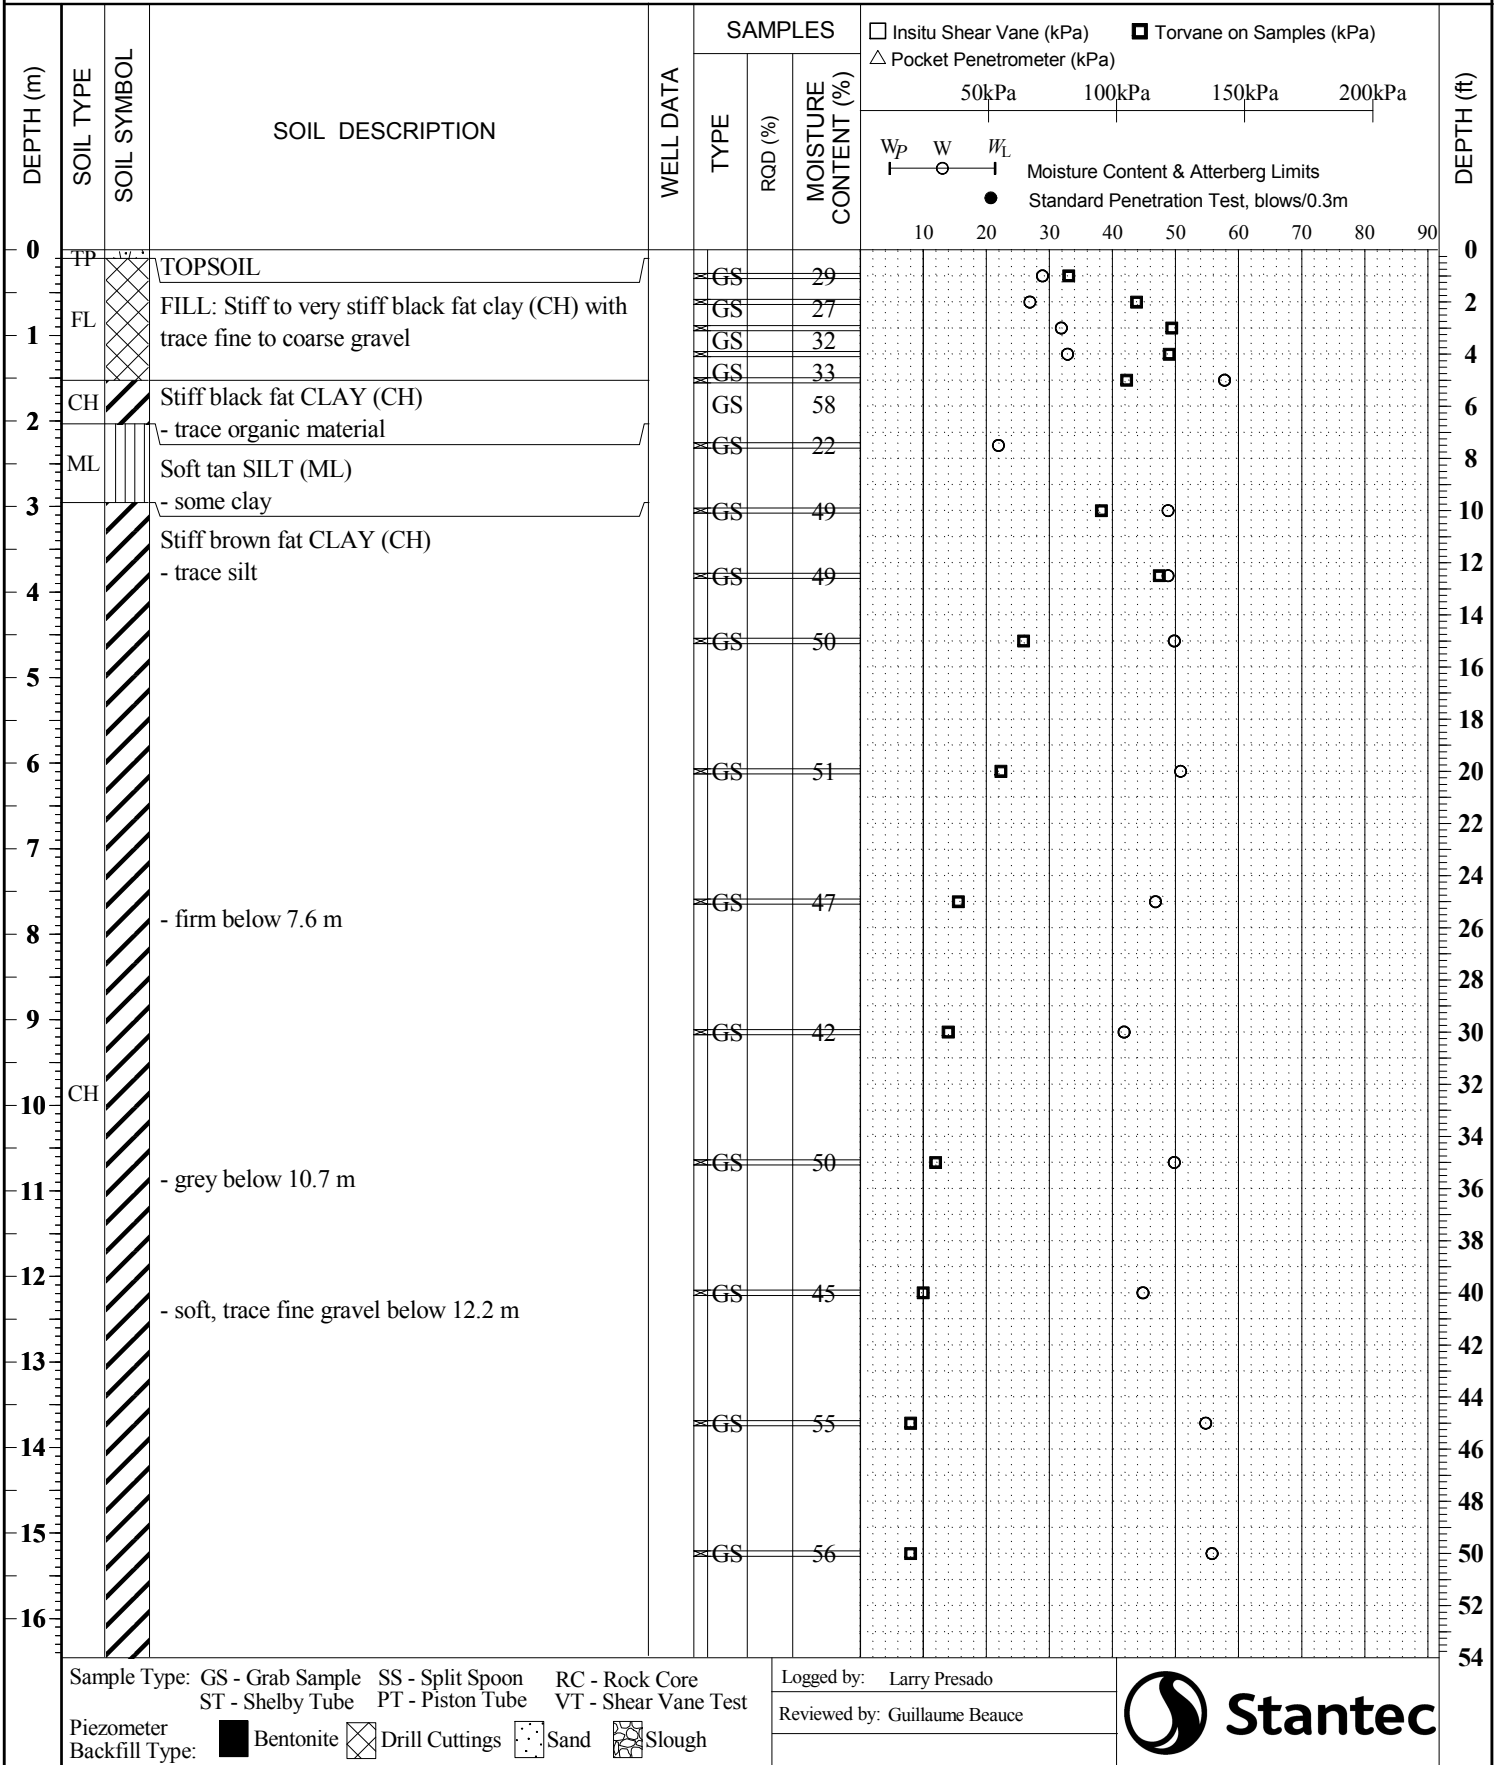 SAMPLES
Insitu Shear Vane (kPa) Torvane on Samples (kPa)
Pocket Penetrometer (kPa)
50kPa 100kPa 150kPa 200kPa
DEPTH (m)
SOIL TYPE
SOIL SYMBOL
SOIL DESCRIPTION
WELL DATA
TYPE
RQD (%)
MOISTURE CONTENT (%)
DEPTH (ft)
WP W WL
Moisture Content & Atterberg Limits
Standard Penetration Test, blows/0.3m
10 20 30 40 50 60 70 80 90
0 0
TP TOPSOIL GS 29
FILL: Stiff to very stiff black fat clay (CH) with GS 27 2
FL
trace fine to coarse gravel GS 32
1 4
GS 33
CH Stiff black fat CLAY (CH) GS 58 6
2
- trace organic material GS 22
ML Soft tan SILT (ML) 8
- some clay
3 GS 49 10
Stiff brown fat CLAY (CH)
- trace silt GS 49 12
4
14
GS 50
16
5
18
6 GS 51 20
22
7
24
GS 47
- firm below 7.6 m
8 26
28
9 GS 42 30
32
CH
10
34
GS 50
- grey below 10.7 m
11 36
38
12
GS 45 40
- soft, trace fine gravel below 12.2 m
13 42
44
GS 55
14 46
48
15
GS 56 50
16 52
54
Sample Type: GS - Grab Sample SS - Split Spoon RC - Rock Core
ST - Shelby Tube PT - Piston Tube VT - Shear Vane Test
Piezometer
Backfill Type: Bentonite Drill Cuttings Sand Slough
Logged by: Larry Presado
Reviewed by: Guillaume Beauce
Stantec